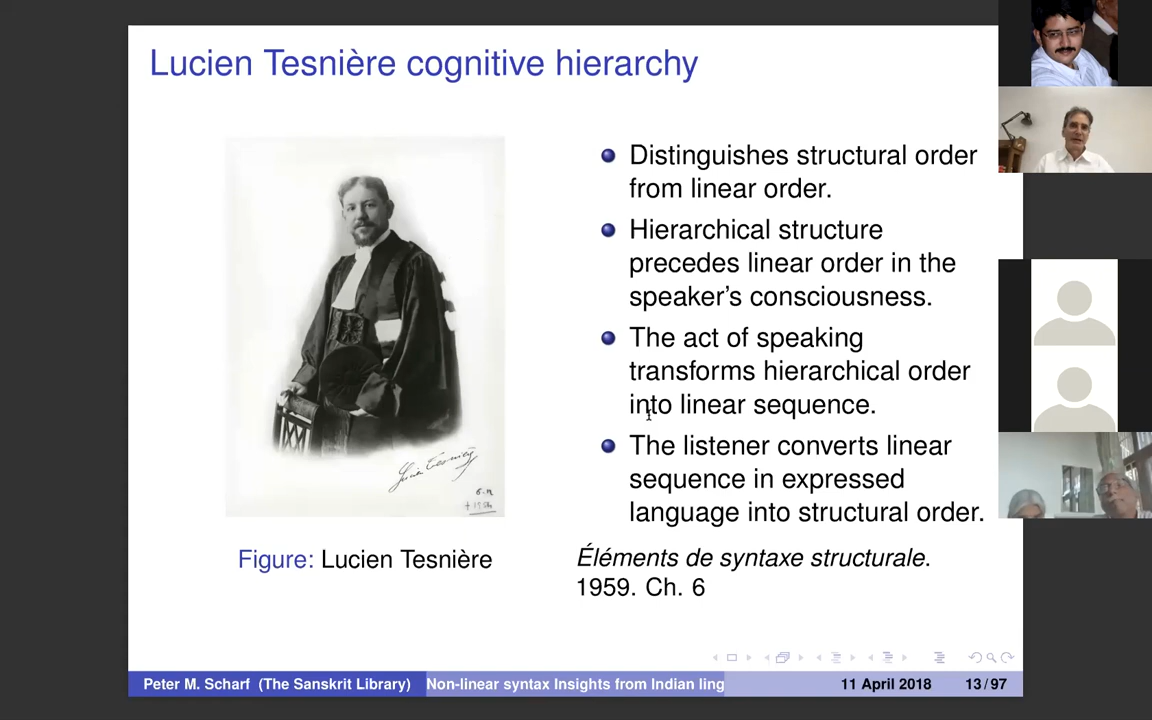 Lucien Tesnière cognitive hierarchy
Distinguishes structural order
from linear order.
Hierarchical structure
precedes linear order in the
speaker's consciousness.
The act of speaking
transforms hierarchical order
into linear sequence.
The listener converts linear
sequence in expressed
language into structural order.
Lucien Tesnière
Figure: Lucien Tesnière
Éléments de syntaxe structurale.
1959. Ch. 6
Peter M. Scharf (The Sanskrit Library) Non-linear syntax Insights from Indian ling 11 April 2018 13/97